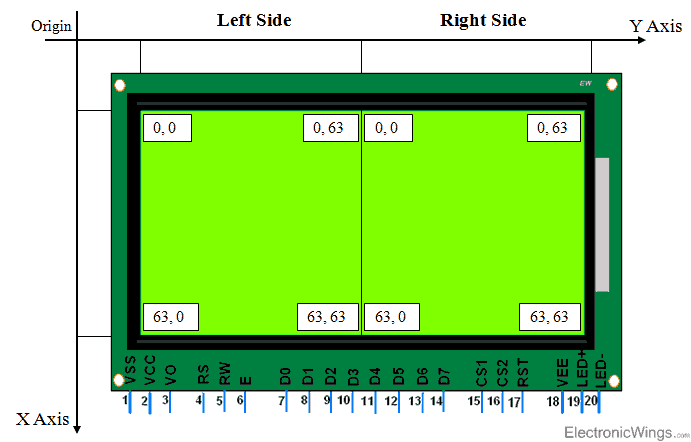 Left Side Right Side
Origin Y Axis
EW
0, 0 0, 63 0, 0 0, 63
63, 0 63, 63 63, 0 63, 63
VSS VCC VO RS RW E D0 D1 D2 D3 D4 D5 D6 D7 CS1 CS2 RST VEE LED+ LED-
1 2 3 4 5 6 7 8 9 10 11 12 13 14 15 16 17 18 19 20
X Axis
ElectronicWings.com